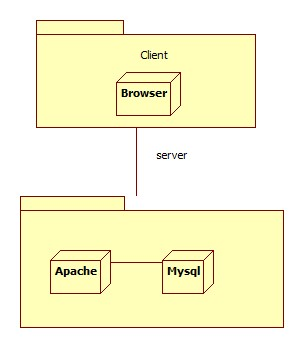 Client
Browser
server
Apache
Mysql